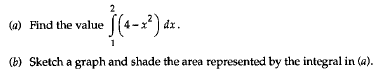 (a) Find the value ∫₁²(4 – x²) dx.
(b) Sketch a graph and shade the area represented by the integral in (a).